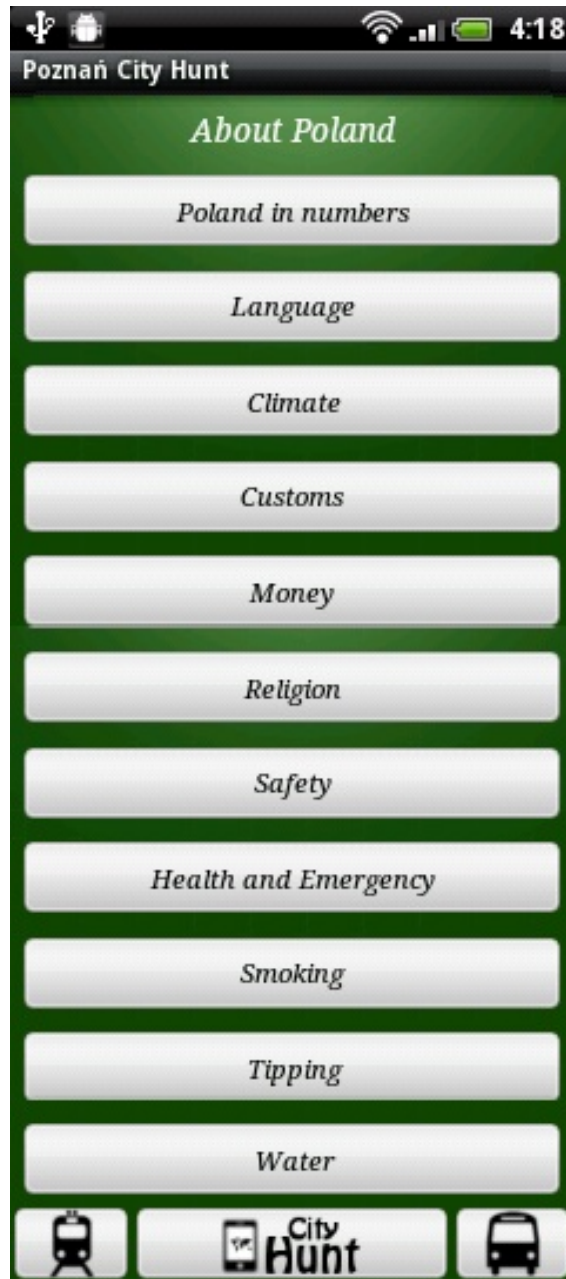 4:18
Poznań City Hunt
About Poland
Poland in numbers
Language
Climate
Customs
Money
Religion
Safety
Health and Emergency
Smoking
Tipping
Water
City
Hunt